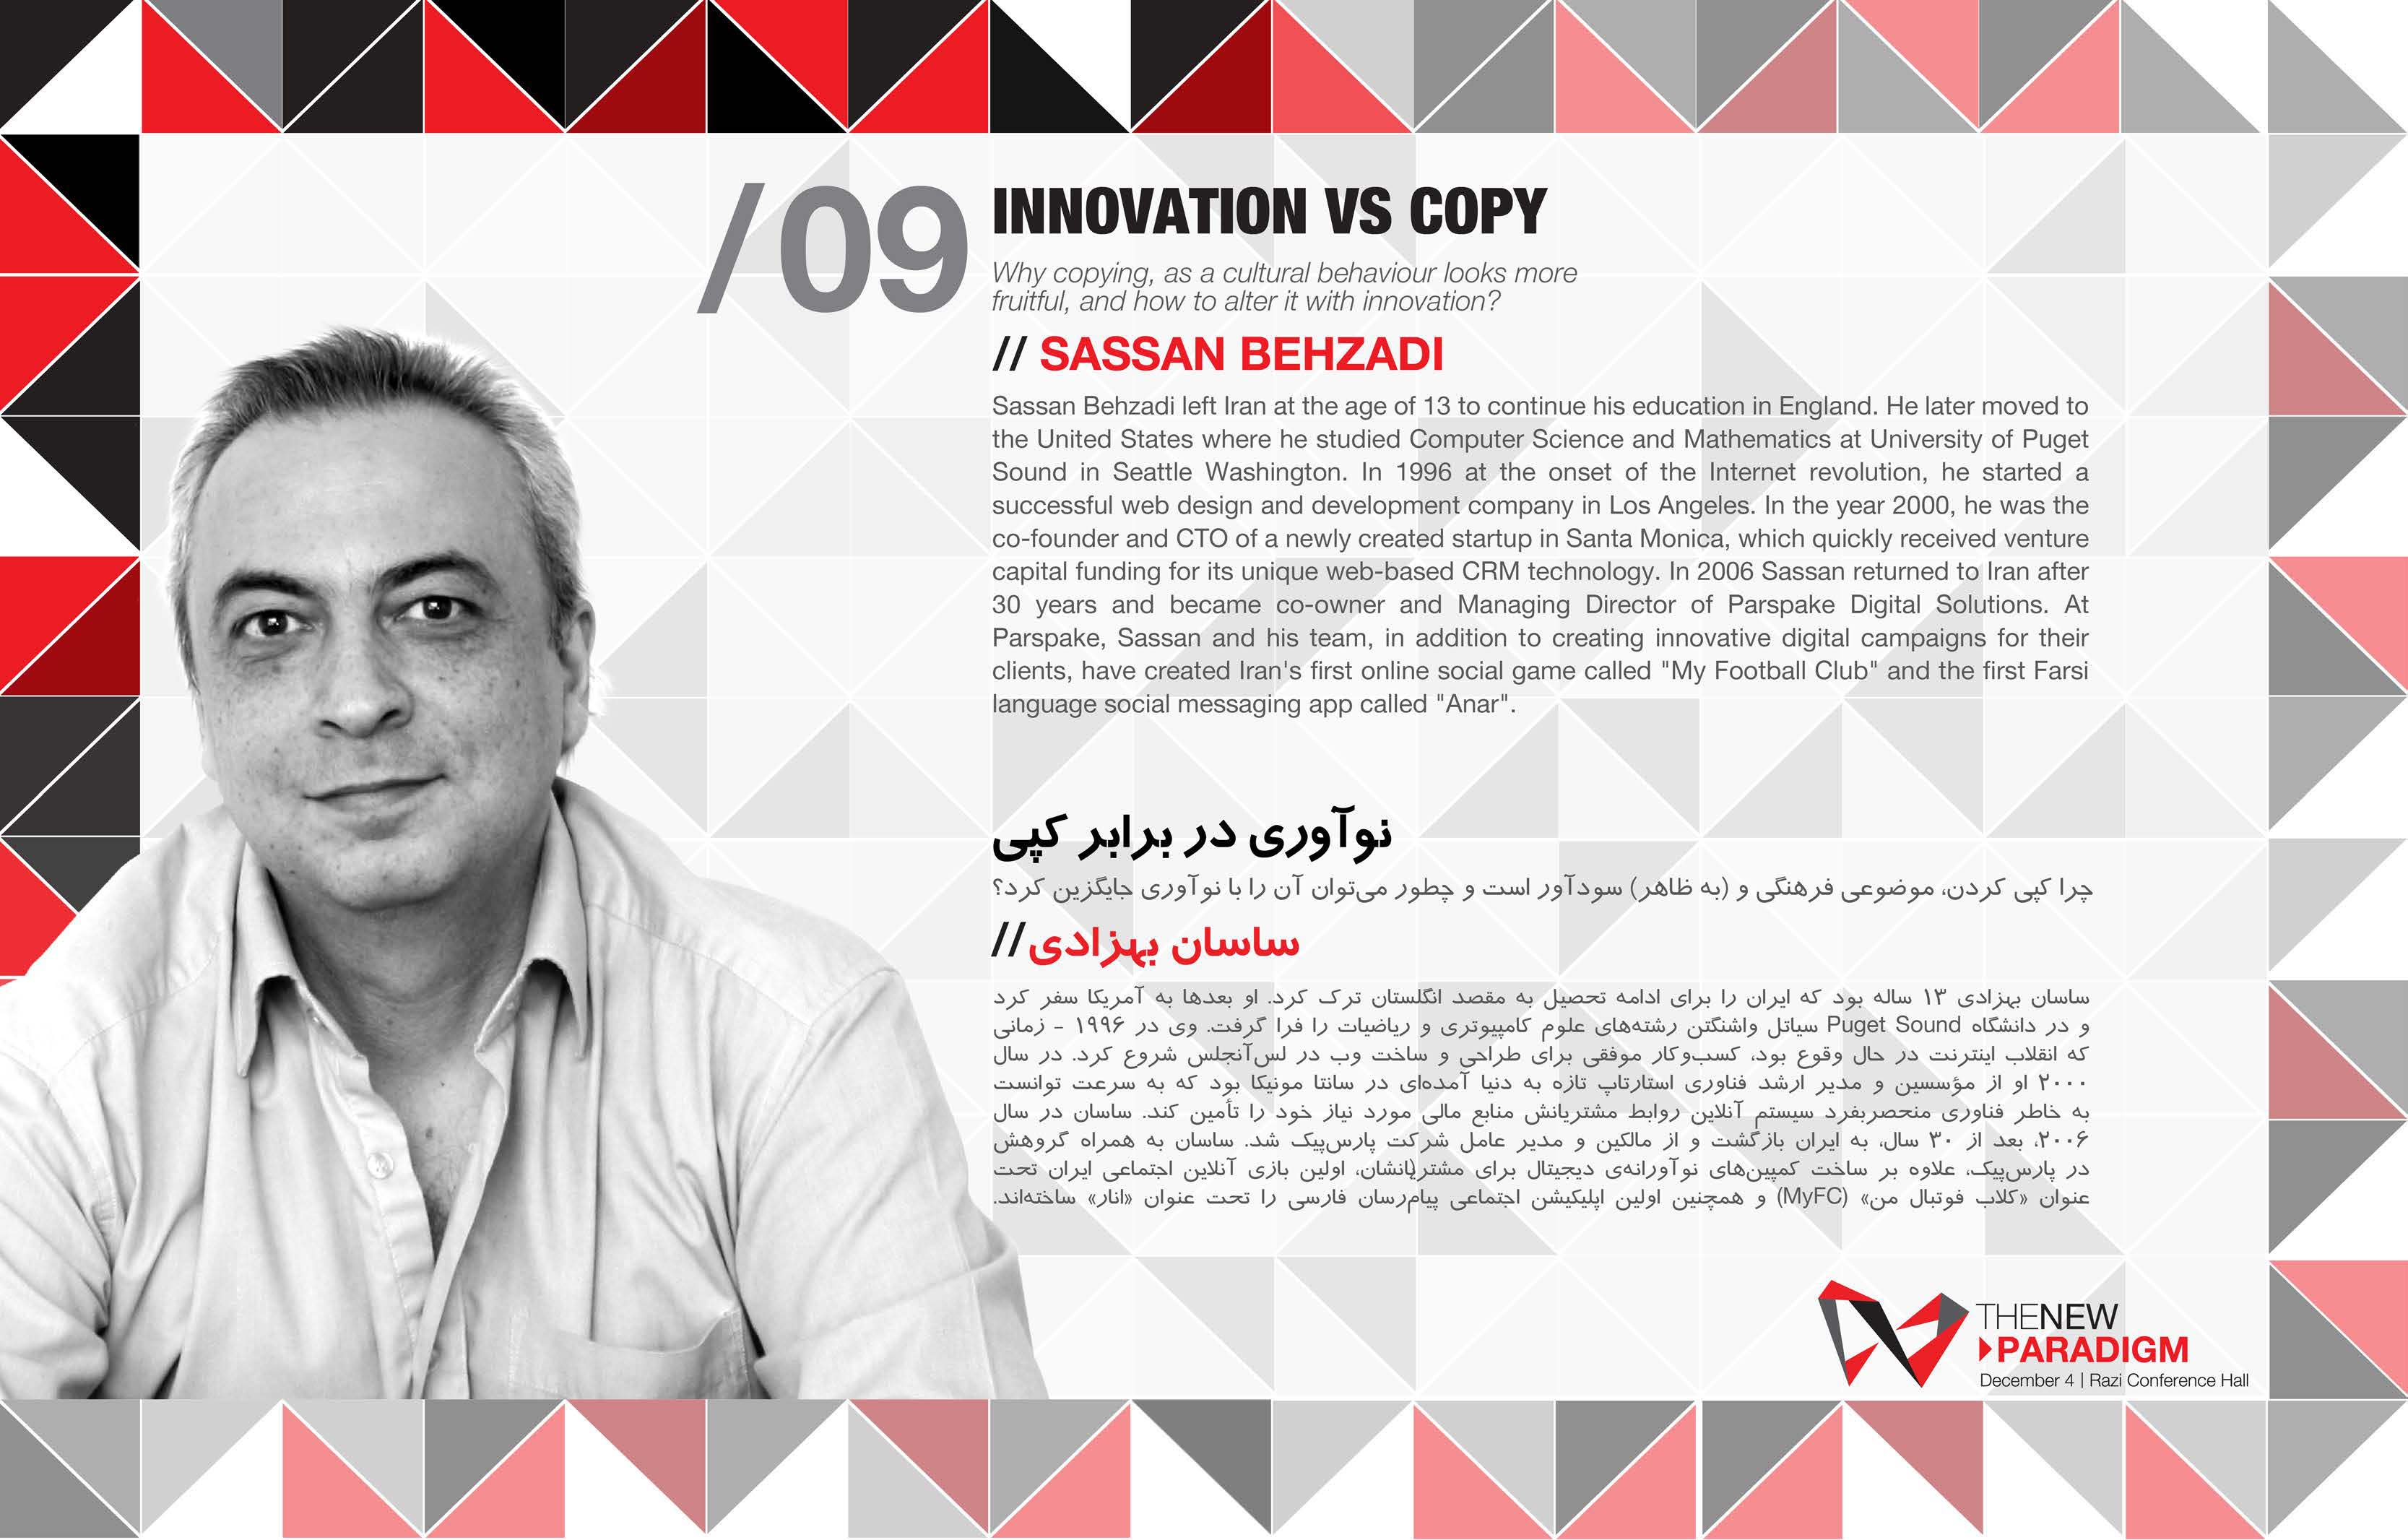 /09
INNOVATION VS COPY
Why copying, as a cultural behaviour looks more
fruitful, and how to alter it with innovation?
// SASSAN BEHZADI
Sassan Behzadi left Iran at the age of 13 to continue his education in England. He later moved to
the United States where he studied Computer Science and Mathematics at University of Puget
Sound in Seattle Washington. In 1996 at the onset of the Internet revolution, he started a
successful web design and development company in Los Angeles. In the year 2000, he was the
co-founder and CTO of a newly created startup in Santa Monica, which quickly received venture
capital funding for its unique web-based CRM technology. In 2006 Sassan returned to Iran after
30 years and became co-owner and Managing Director of Parspake Digital Solutions. At
Parspake, Sassan and his team, in addition to creating innovative digital campaigns for their
clients, have created Iran's first online social game called "My Football Club" and the first Farsi
language social messaging app called "Anar".
نوآوری در برابر کپی
چرا کپی کردن، موضوعی فرهنگی و (به ظاهر) سودآور است و چطور می‌توان آن را با نوآوری جایگزین کرد؟
ساسان بهزادی//
ساسان بهزادی ۱۳ ساله بود که ایران را برای ادامه تحصیل به مقصد انگلستان ترک کرد. او بعدها به آمریکا سفر کرد
و در دانشگاه Puget Sound سیاتل واشنگتن رشته‌های علوم کامپیوتری و ریاضیات را فرا گرفت. وی در ۱۹۹۶ - زمانی
که انقلاب اینترنت در حال وقوع بود، کسب‌وکار موفقی برای طراحی و ساخت وب در لس‌آنجلس شروع کرد. در سال
۲۰۰۰ او از مؤسسین و مدیر ارشد فناوری استارتاپ تازه به دنیا آمده‌ای در سانتا مونیکا بود که به سرعت توانست
به خاطر فناوری منحصربفرد سیستم آنلاین روابط مشتریانش منابع مالی مورد نیاز خود را تأمین کند. ساسان در سال
۲۰۰۶، بعد از ۳۰ سال، به ایران بازگشت و از مالکین و مدیر عامل شرکت پارس‌پیک شد. ساسان به همراه گروهش
در پارس‌پیک، علاوه بر ساخت کمپین‌های نوآورانه‌ی دیجیتال برای مشتریانشان، اولین بازی آنلاین اجتماعی ایران تحت
عنوان «کلاب فوتبال من» (MyFC) و همچنین اولین اپلیکیشن اجتماعی پیام‌رسان فارسی را تحت عنوان «انار» ساخته‌اند.
THENEW
PARADIGM
December 4 | Razi Conference Hall